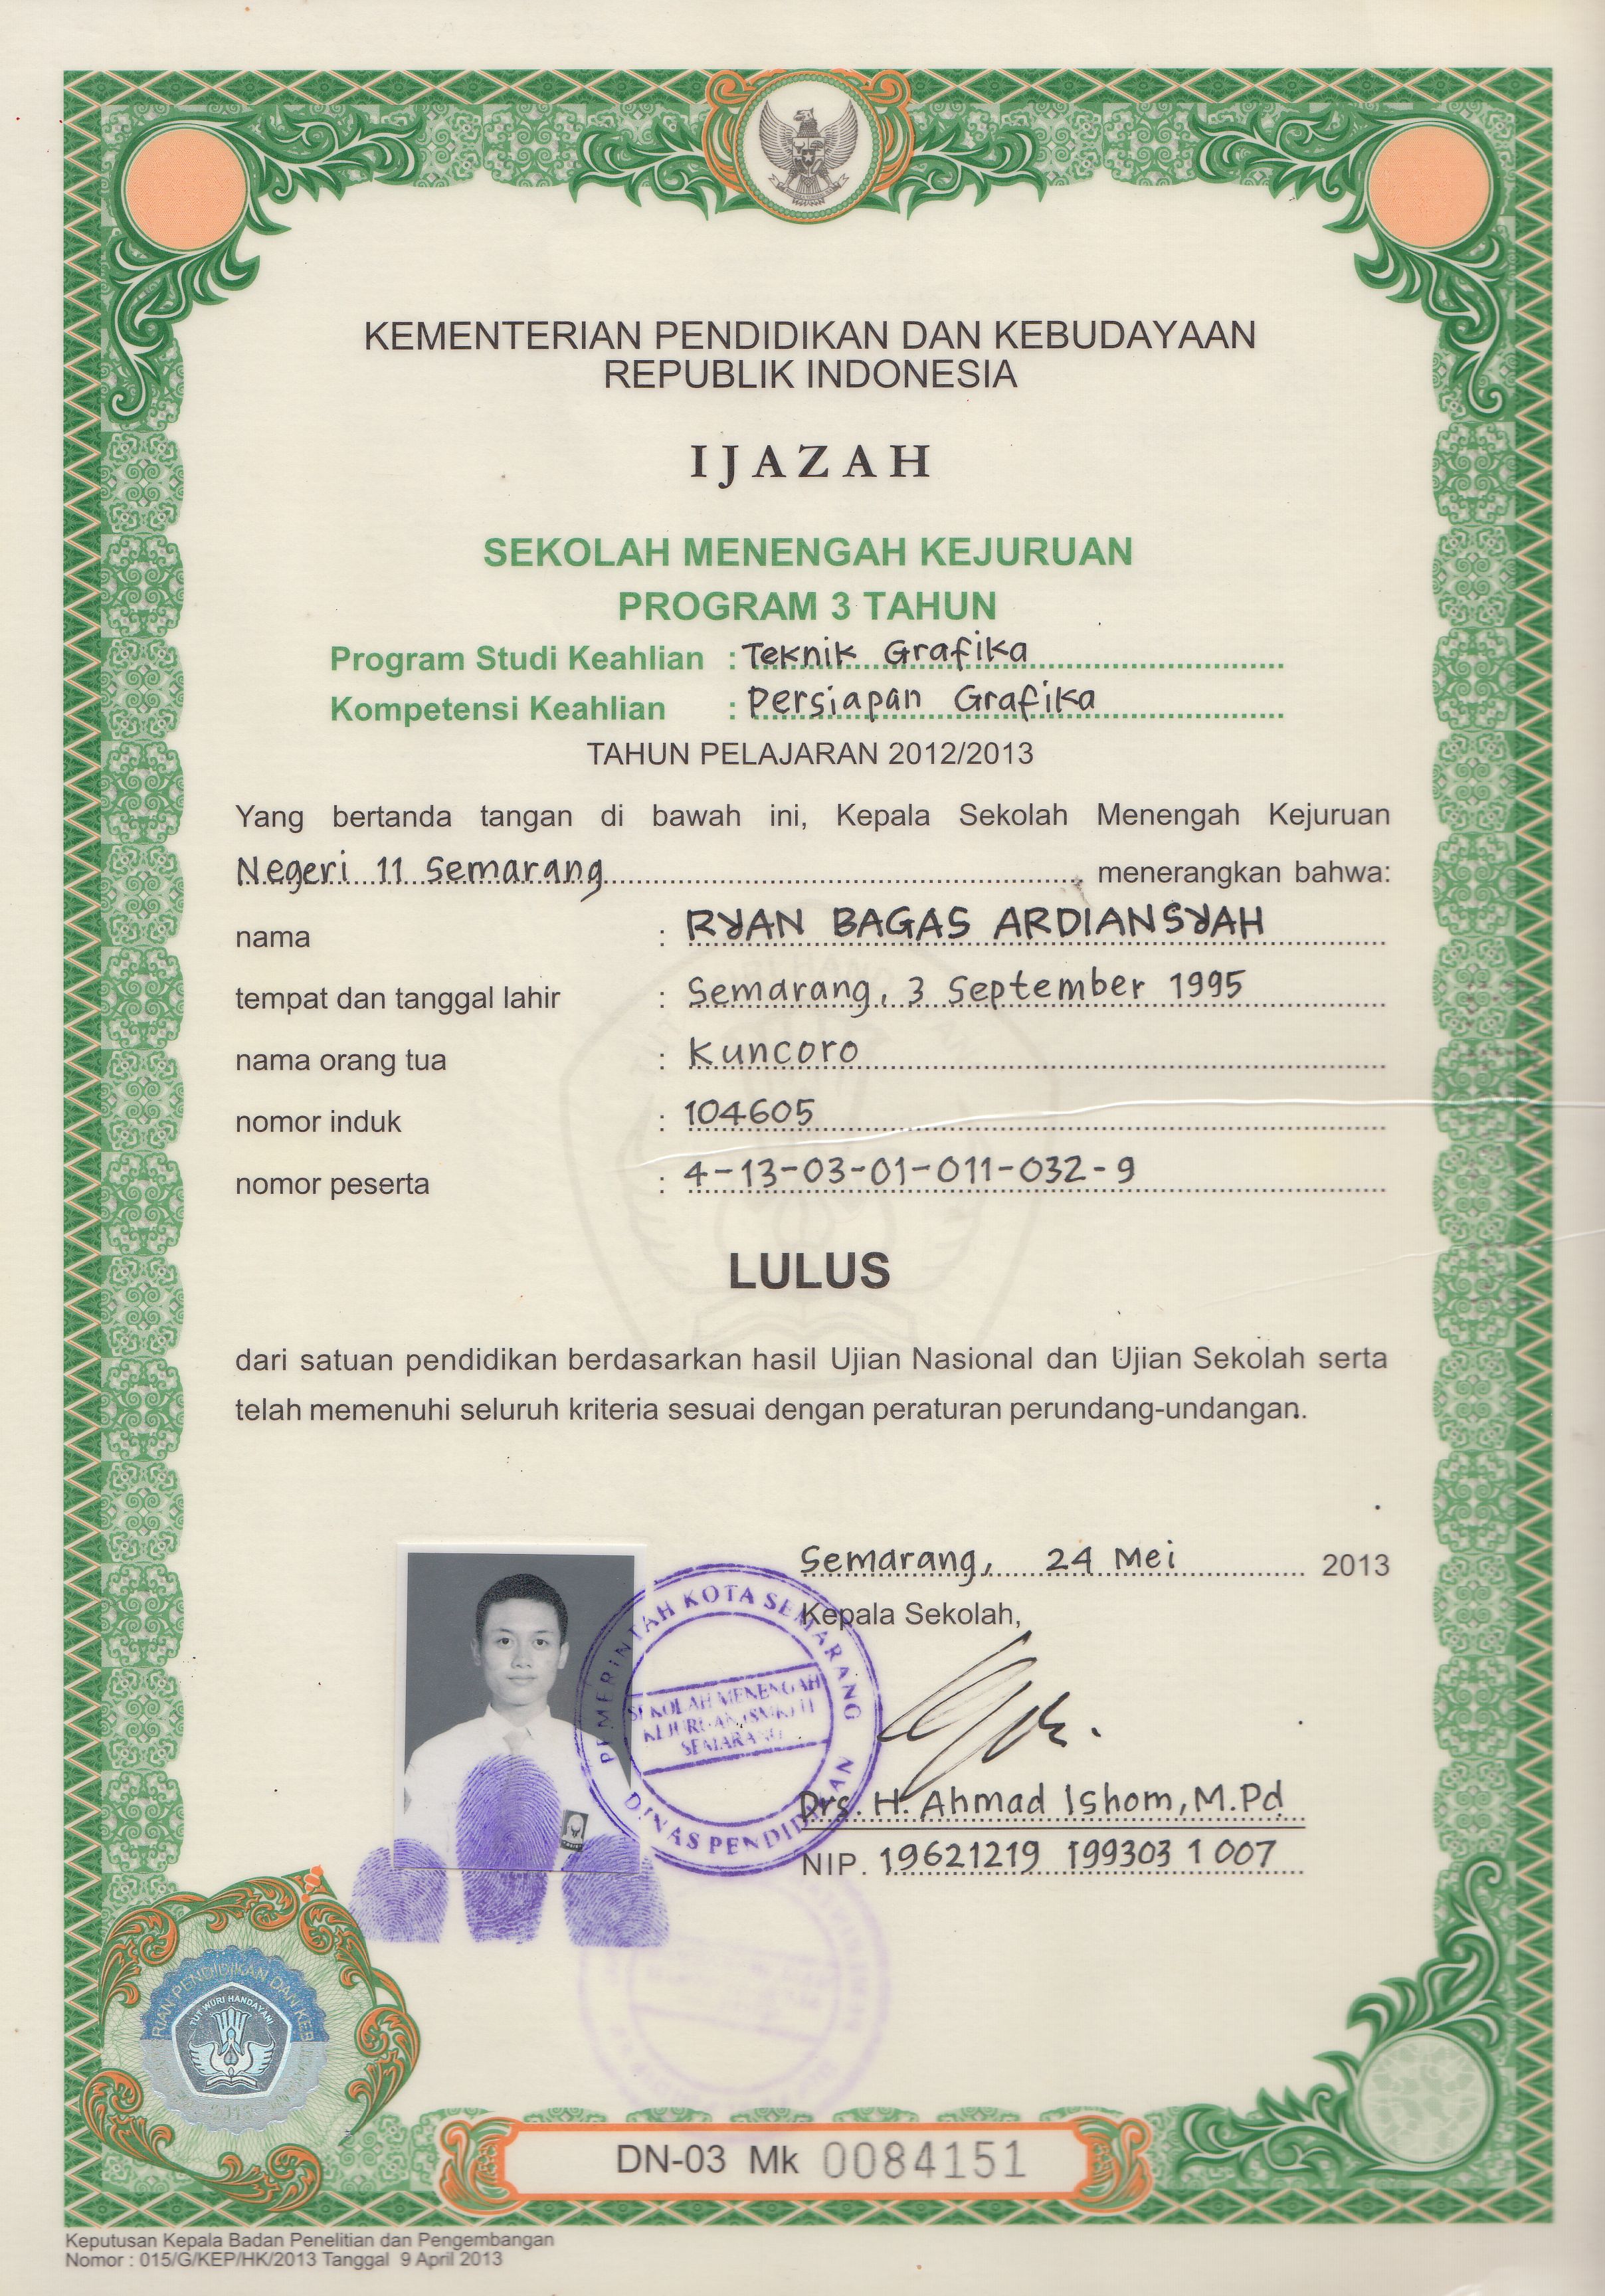 KEMENTERIAN PENDIDIKAN DAN KEBUDAYAAN
REPUBLIK INDONESIA
IJAZAH
SEKOLAH MENENGAH KEJURUAN
PROGRAM 3 TAHUN
Program Studi Keahlian : Teknik Grafika
Kompetensi Keahlian : Persiapan Grafika
TAHUN PELAJARAN 2012/2013
Yang bertanda tangan di bawah ini, Kepala Sekolah Menengah Kejuruan
Negeri 11 Semarang, menerangkan bahwa:
nama : RYAN BAGAS ARDIANSYAH
tempat dan tanggal lahir : Semarang, 3 September 1995
nama orang tua : Kuncoro
nomor induk : 104605
nomor peserta : 4-13-03-01-011-032-9
LULUS
dari satuan pendidikan berdasarkan hasil Ujian Nasional dan Ujian Sekolah serta
telah memenuhi seluruh kriteria sesuai dengan peraturan perundang-undangan.
Semarang, 24 Mei 2013
Kepala Sekolah,
PEMERINTAH KOTA SEMARANG
SEKOLAH MENENGAH
KEJURUAN (SMK) 11
SEMARANG
DINAS PENDIDIKAN
Drs. H. Ahmad Ishom, M.Pd
NIP. 19621219 199303 1 007
RIAN PENDIDIKAN DAN KEB
TUT WURI HANDAYANI
DN-03 Mk 0084151
Keputusan Kepala Badan Penelitian dan Pengembangan
Nomor : 015/G/KEP/HK/2013 Tanggal 9 April 2013